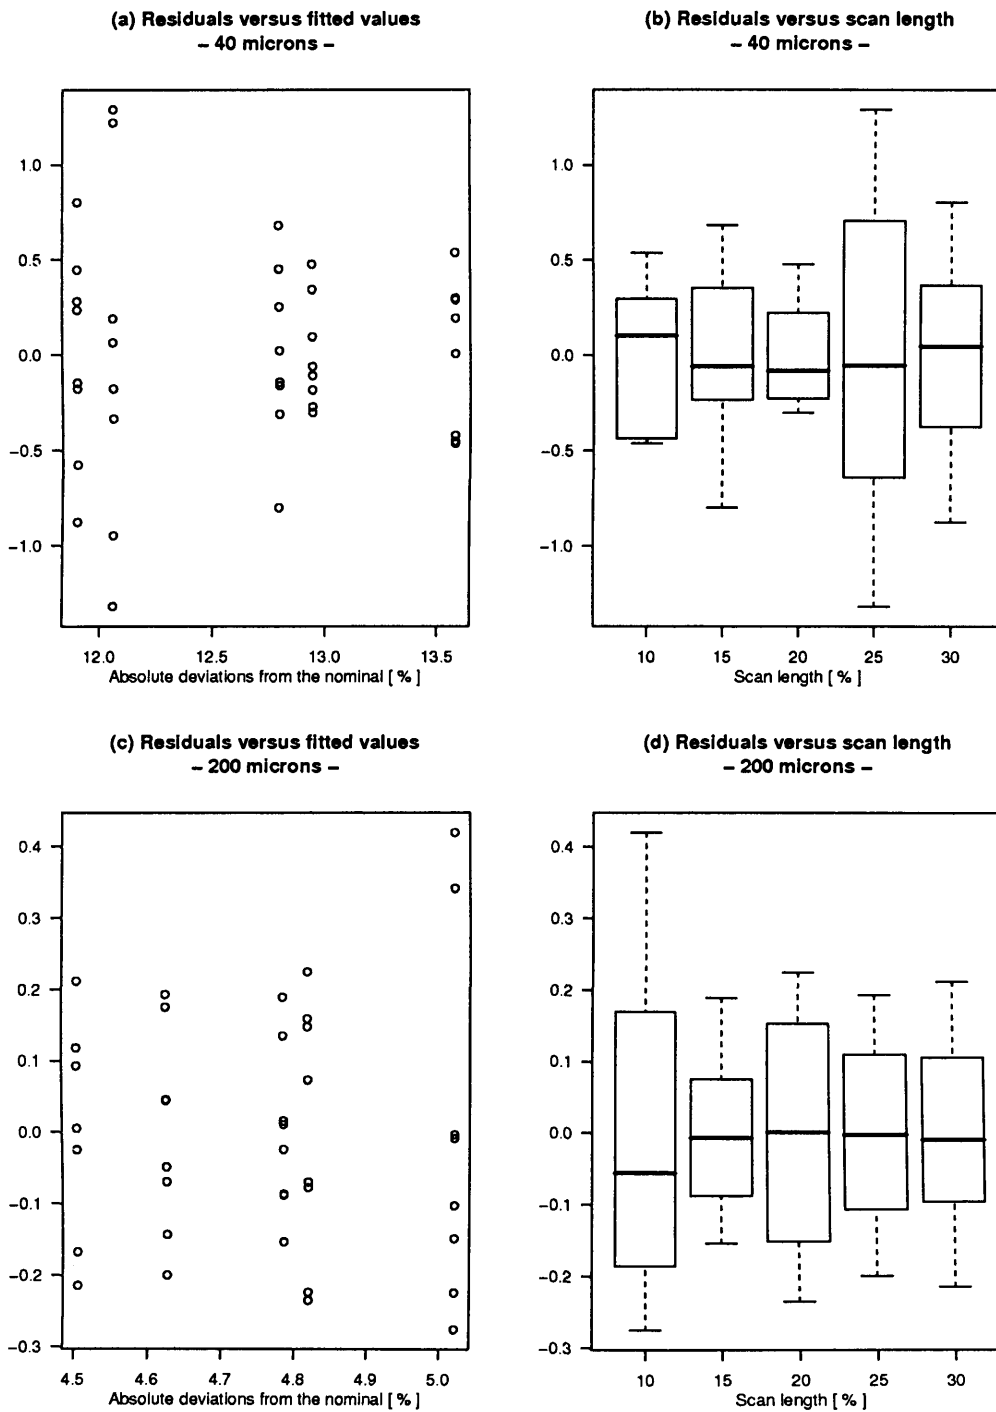 (a) Residuals versus fitted values
– 40 microns –
1.0
0.5
0.0
−0.5
−1.0
12.0 12.5 13.0 13.5
Absolute deviations from the nominal [ % ]
(b) Residuals versus scan length
– 40 microns –
1.0
0.5
0.0
−0.5
−1.0
10 15 20 25 30
Scan length [ % ]
(c) Residuals versus fitted values
– 200 microns –
0.4
0.3
0.2
0.1
0.0
−0.1
−0.2
−0.3
4.5 4.6 4.7 4.8 4.9 5.0
Absolute deviations from the nominal [ % ]
(d) Residuals versus scan length
– 200 microns –
0.4
0.3
0.2
0.1
0.0
−0.1
−0.2
−0.3
10 15 20 25 30
Scan length [ % ]